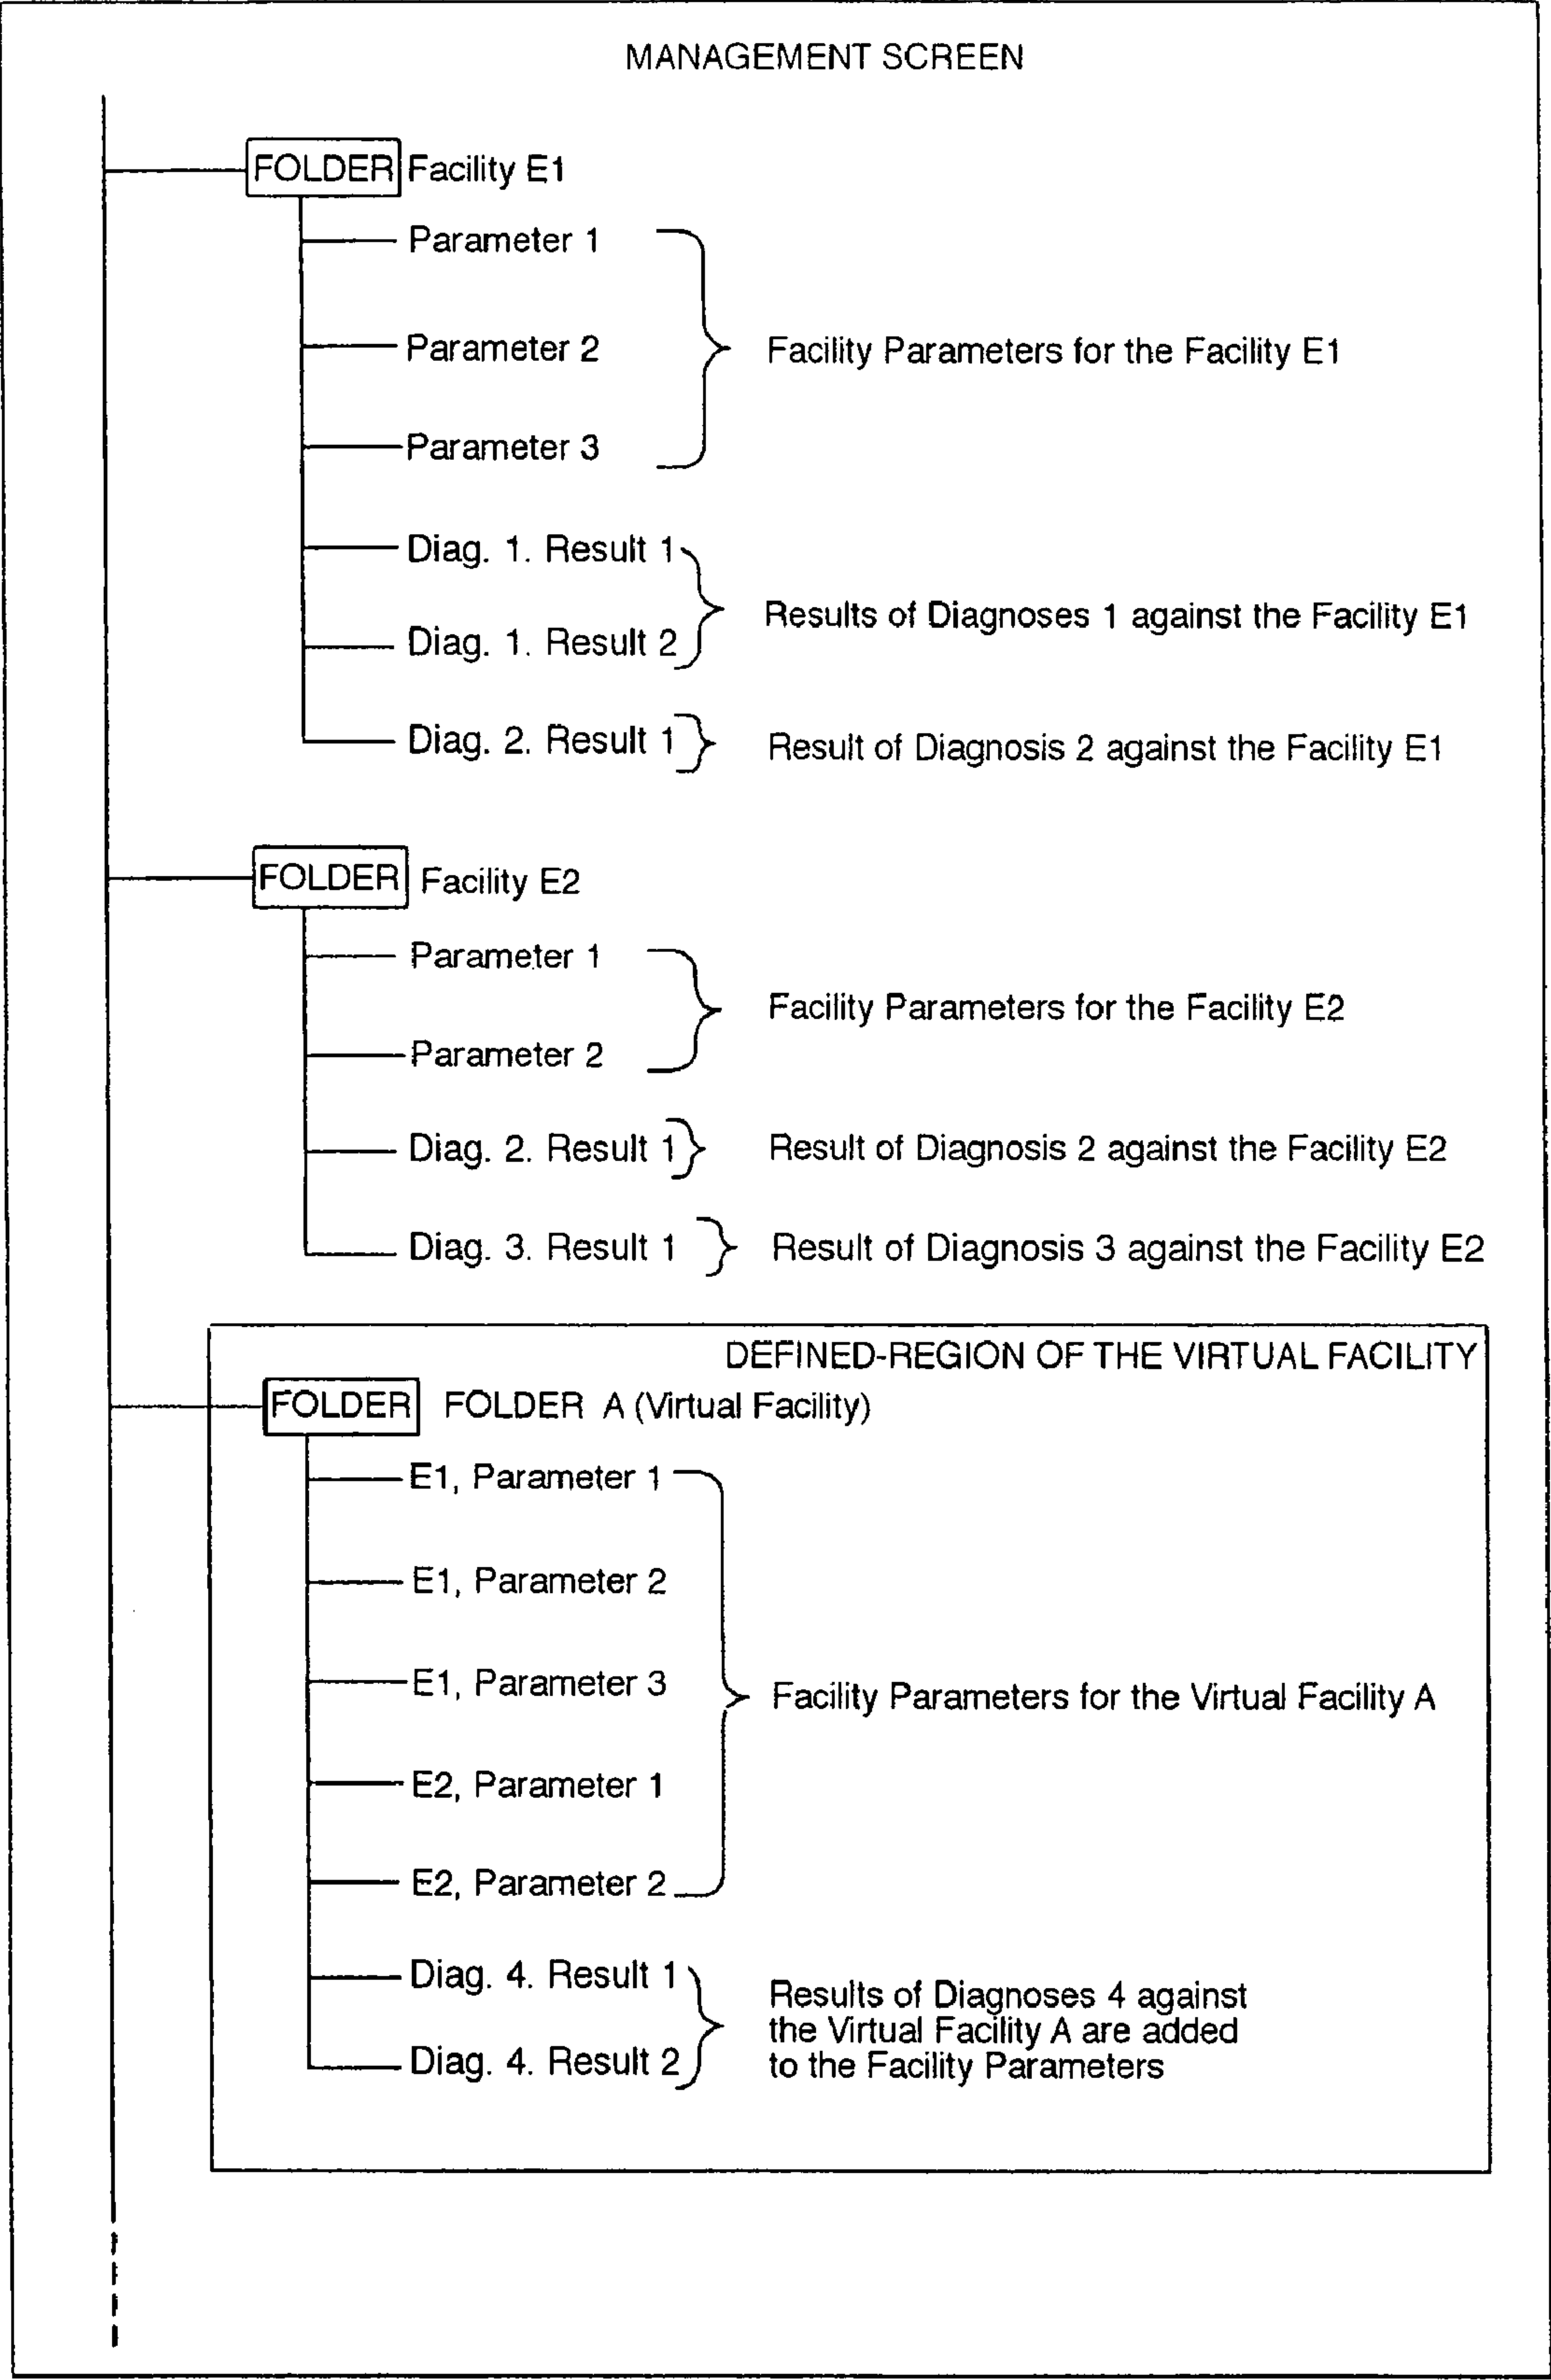 MANAGEMENT SCREEN
FOLDER Facility E1
Parameter 1
Parameter 2
Facility Parameters for the Facility E1
Parameter 3
Diag. 1. Result 1
Results of Diagnoses 1 against the Facility E1
Diag. 1. Result 2
Diag. 2. Result 1
Result of Diagnosis 2 against the Facility E1
FOLDER Facility E2
Parameter 1
Facility Parameters for the Facility E2
Parameter 2
Diag. 2. Result 1
Result of Diagnosis 2 against the Facility E2
Diag. 3. Result 1
Result of Diagnosis 3 against the Facility E2
DEFINED-REGION OF THE VIRTUAL FACILITY
FOLDER FOLDER A (Virtual Facility)
E1, Parameter 1
E1, Parameter 2
E1, Parameter 3
Facility Parameters for the Virtual Facility A
E2, Parameter 1
E2, Parameter 2
Diag. 4. Result 1
Diag. 4. Result 2
Results of Diagnoses 4 against
the Virtual Facility A are added
to the Facility Parameters